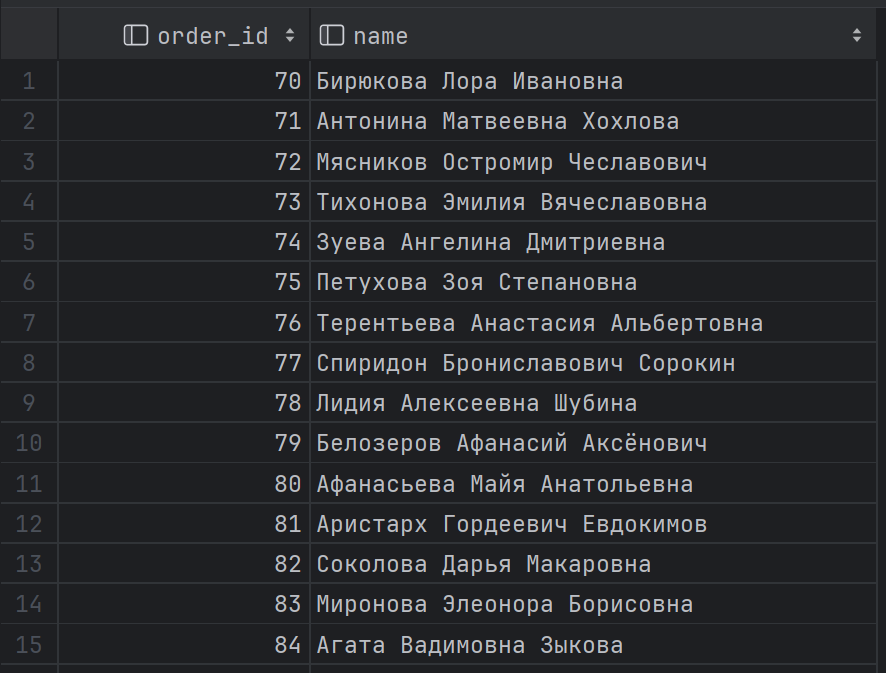 order_id name
1 70 Бирюкова Лора Ивановна
2 71 Антонина Матвеевна Хохлова
3 72 Мясников Остромир Чеславович
4 73 Тихонова Эмилия Вячеславовна
5 74 Зуева Ангелина Дмитриевна
6 75 Петухова Зоя Степановна
7 76 Терентьева Анастасия Альбертовна
8 77 Спиридон Брониславович Сорокин
9 78 Лидия Алексеевна Шубина
10 79 Белозеров Афанасий Аксёнович
11 80 Афанасьева Майя Анатольевна
12 81 Аристарх Гордеевич Евдокимов
13 82 Соколова Дарья Макаровна
14 83 Миронова Элеонора Борисовна
15 84 Агата Вадимовна Зыкова